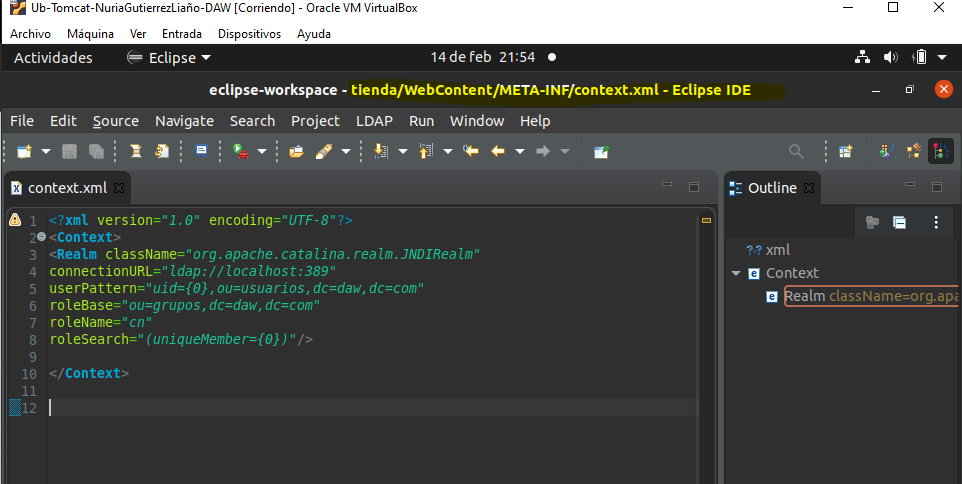 Ub-Tomcat-NuriaGutierrezLiaño-DAW [Corriendo] - Oracle VM VirtualBox
Archivo Máquina Ver Entrada Dispositivos Ayuda
Actividades Eclipse 14 de feb 21:54
eclipse-workspace - tienda/WebContent/META-INF/context.xml - Eclipse IDE
File Edit Source Navigate Search Project LDAP Run Window Help
context.xml
1 <?xml version="1.0" encoding="UTF-8"?>
2 <Context>
3 <Realm className="org.apache.catalina.realm.JNDIRealm"
4 connectionURL="ldap://localhost:389"
5 userPattern="uid={0},ou=usuarios,dc=daw,dc=com"
6 roleBase="ou=grupos,dc=daw,dc=com"
7 roleName="cn"
8 roleSearch="(uniqueMember={0})"/>
9
10 </Context>
11
12
Outline
?? xml
e Context
e Realm className=org.apa